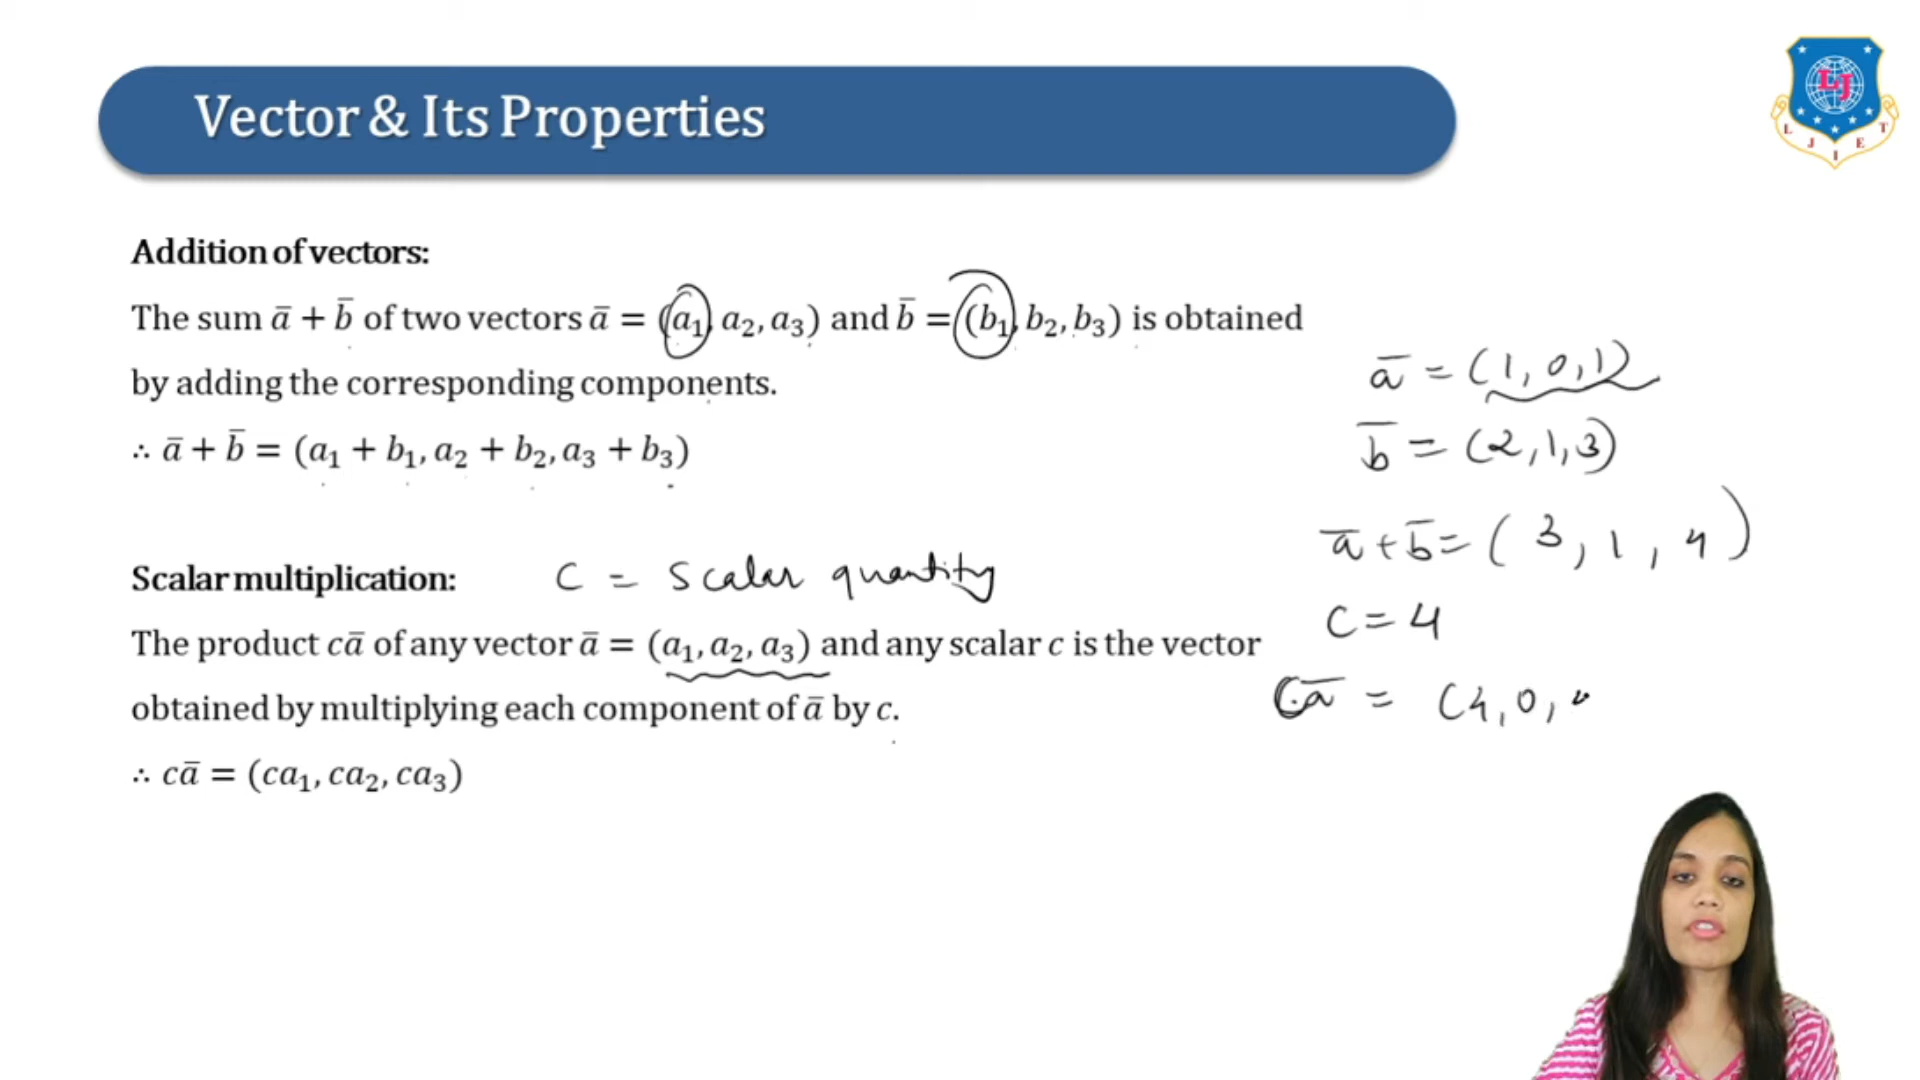 Vector & Its Properties
L J
L J I E T
Addition of vectors:
The sum ā + b̄ of two vectors ā = (a₁, a₂, a₃) and b̄ = (b₁, b₂, b₃) is obtained
by adding the corresponding components.
∴ ā + b̄ = (a₁ + b₁, a₂ + b₂, a₃ + b₃)
Scalar multiplication: C = Scalar quantity
The product cā of any vector ā = (a₁, a₂, a₃) and any scalar c is the vector
obtained by multiplying each component of ā by c.
∴ cā = (ca₁, ca₂, ca₃)
ā = (1, 0, 1)
b̄ = (2, 1, 3)
ā + b̄ = (3, 1, 4)
C = 4
C ā = (4, 0,